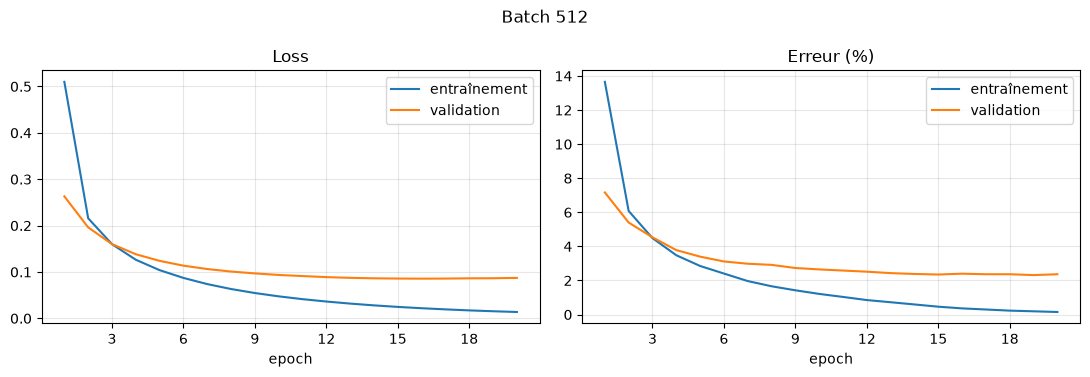 Batch 512
Loss
0.5
0.4
0.3
0.2
0.1
0.0
3 6 9 12 15 18
epoch
entraînement
validation
Erreur (%)
14
12
10
8
6
4
2
0
3 6 9 12 15 18
epoch
entraînement
validation